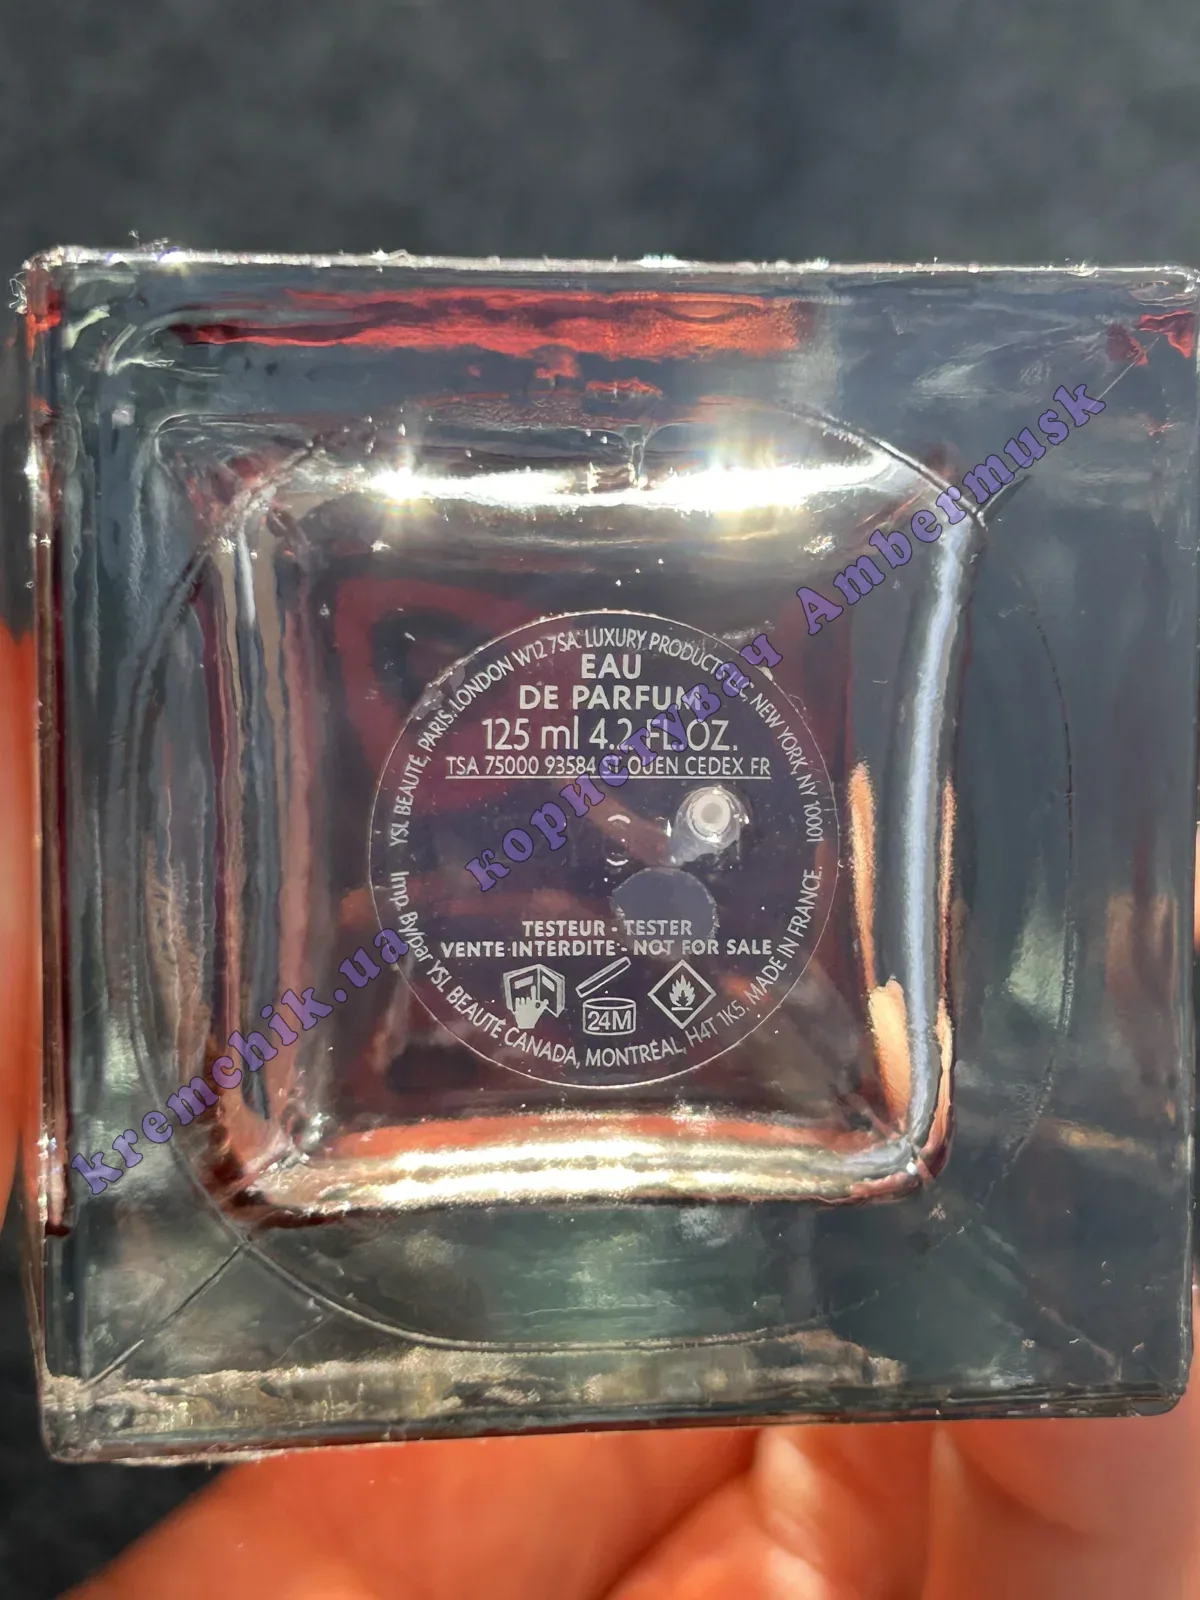 YSL BEAUTÉ, PARIS. LONDON W12 7SA. LUXURY PRODUCTS LLC, NEW YORK, NY 10001
EAU
DE PARFUM
125 ml 4.2 FL.OZ.
TSA 75000 93584 ST OUEN CEDEX FR
TESTEUR - TESTER
VENTE INTERDITE - NOT FOR SALE
24M
Imp. By/par YSL BEAUTÉ CANADA, MONTRÉAL, H4T 1K5. MADE IN FRANCE.
kremchik.ua користувач Ambermusk